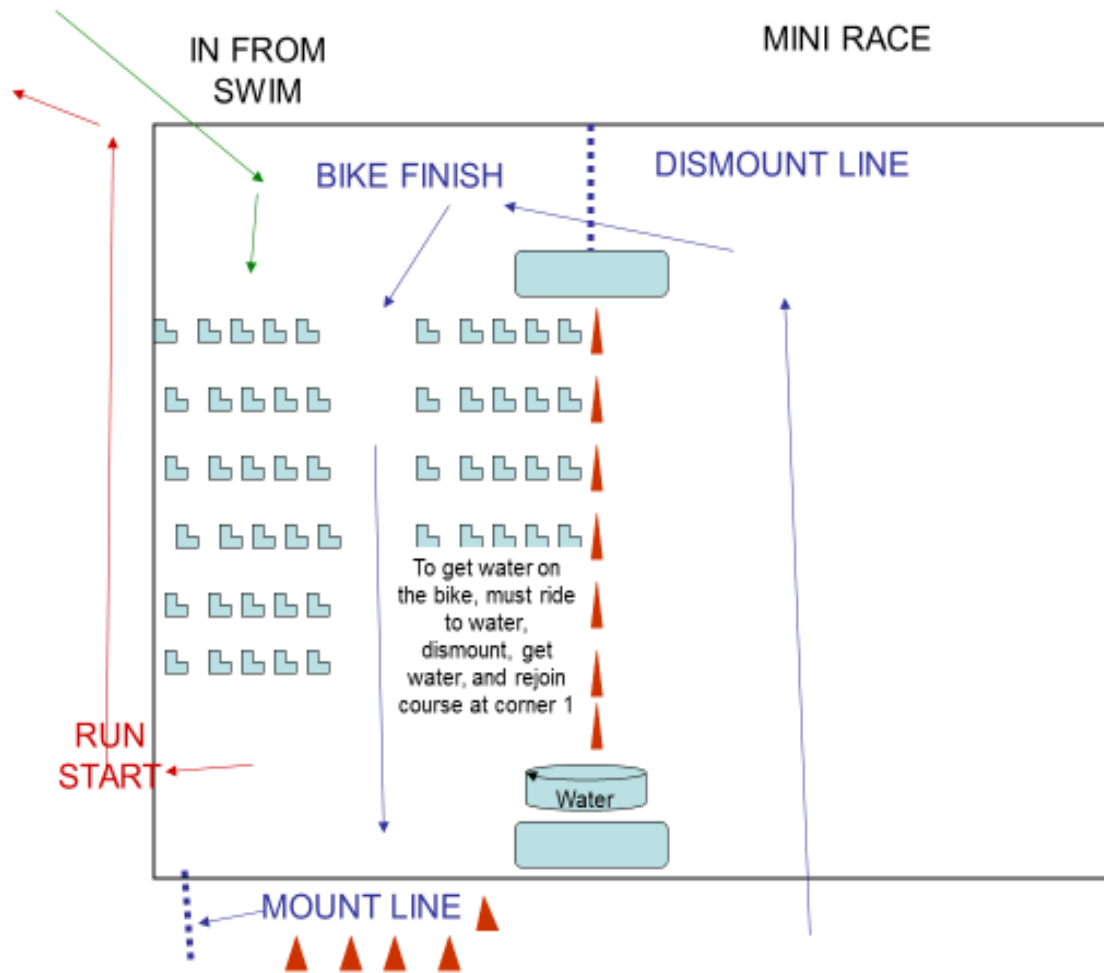 IN FROM
SWIM
MINI RACE
BIKE FINISH
DISMOUNT LINE
To get water on
the bike, must ride
to water,
dismount, get
water, and rejoin
course at corner 1
RUN
START
Water
MOUNT LINE